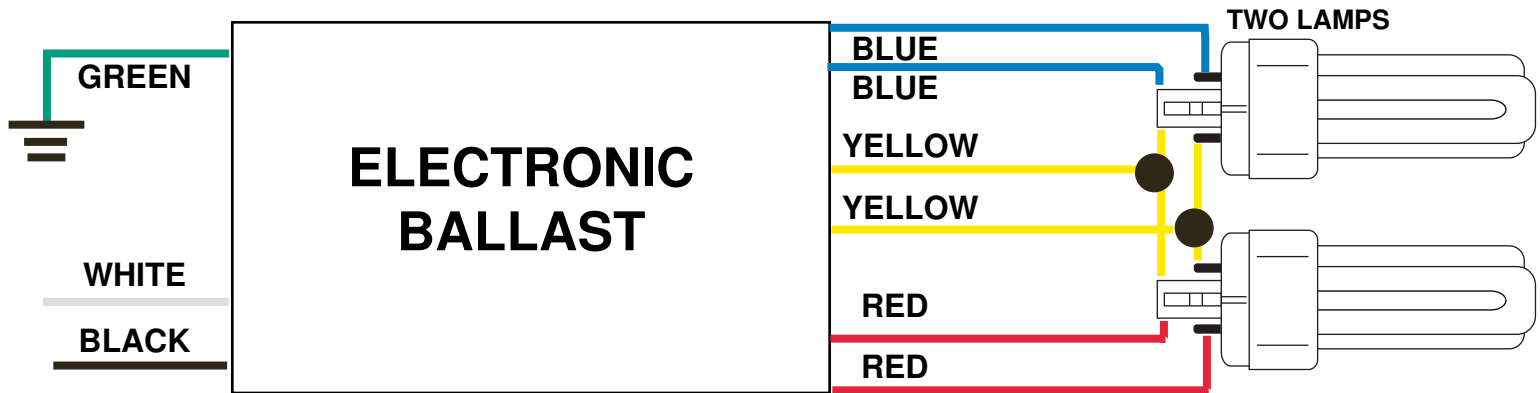 TWO LAMPS
BLUE
GREEN
BLUE
YELLOW
ELECTRONIC
BALLAST
YELLOW
WHITE
RED
BLACK
RED